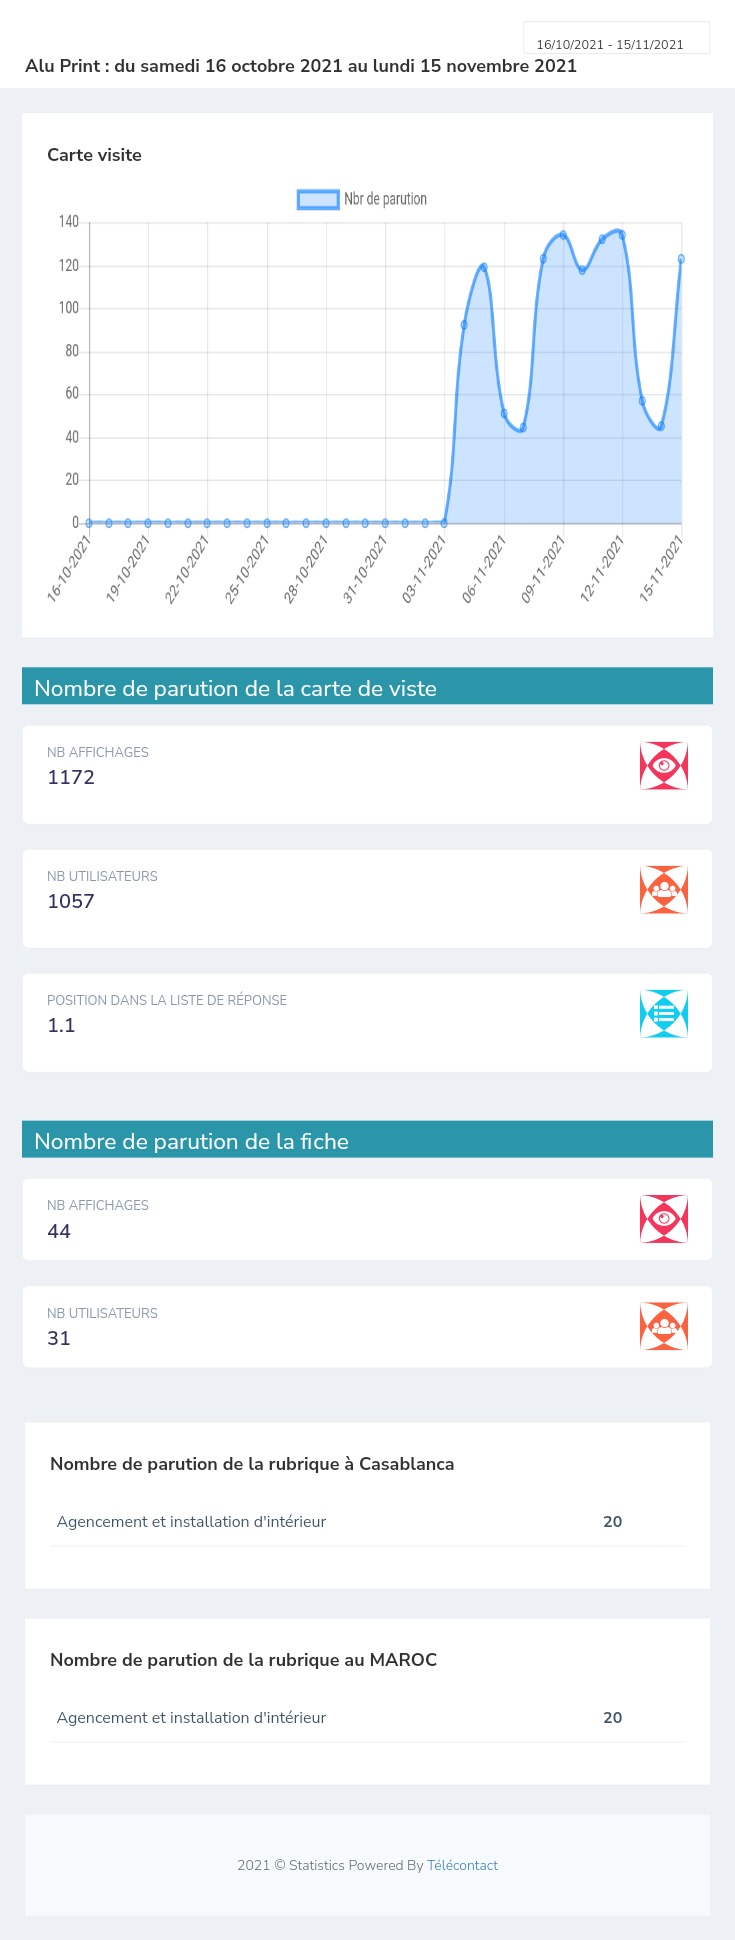 16/10/2021 - 15/11/2021
Alu Print : du samedi 16 octobre 2021 au lundi 15 novembre 2021
Carte visite
Nbr de parution
140
120
100
80
60
40
20
0
16-10-2021
19-10-2021
22-10-2021
25-10-2021
28-10-2021
31-10-2021
03-11-2021
06-11-2021
09-11-2021
12-11-2021
15-11-2021
Nombre de parution de la carte de viste
NB AFFICHAGES
1172
NB UTILISATEURS
1057
POSITION DANS LA LISTE DE RÉPONSE
1.1
Nombre de parution de la fiche
NB AFFICHAGES
44
NB UTILISATEURS
31
Nombre de parution de la rubrique à Casablanca
Agencement et installation d'intérieur 20
Nombre de parution de la rubrique au MAROC
Agencement et installation d'intérieur 20
2021 © Statistics Powered By Télécontact